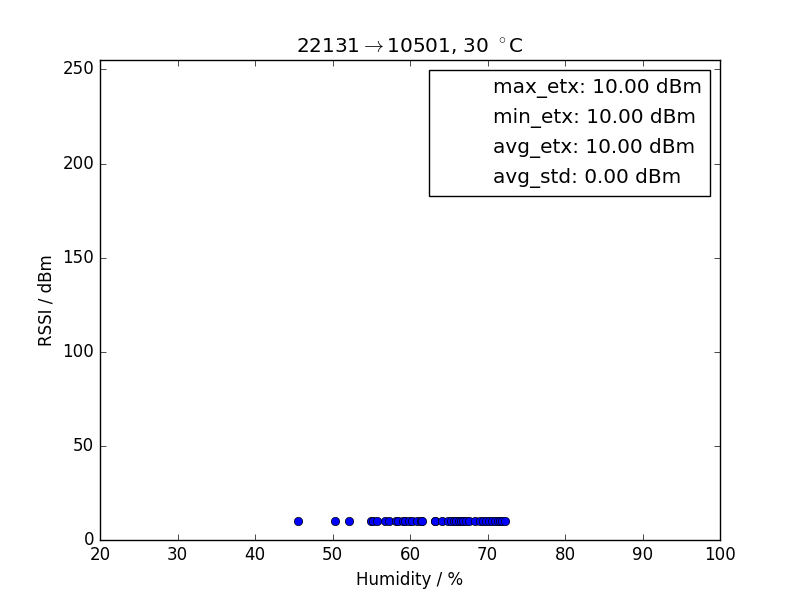 22131→10501, 30 °C
max_etx: 10.00 dBm
min_etx: 10.00 dBm
avg_etx: 10.00 dBm
avg_std: 0.00 dBm
250
200
150
100
50
0
RSSI / dBm
20 30 40 50 60 70 80 90 100
Humidity / %